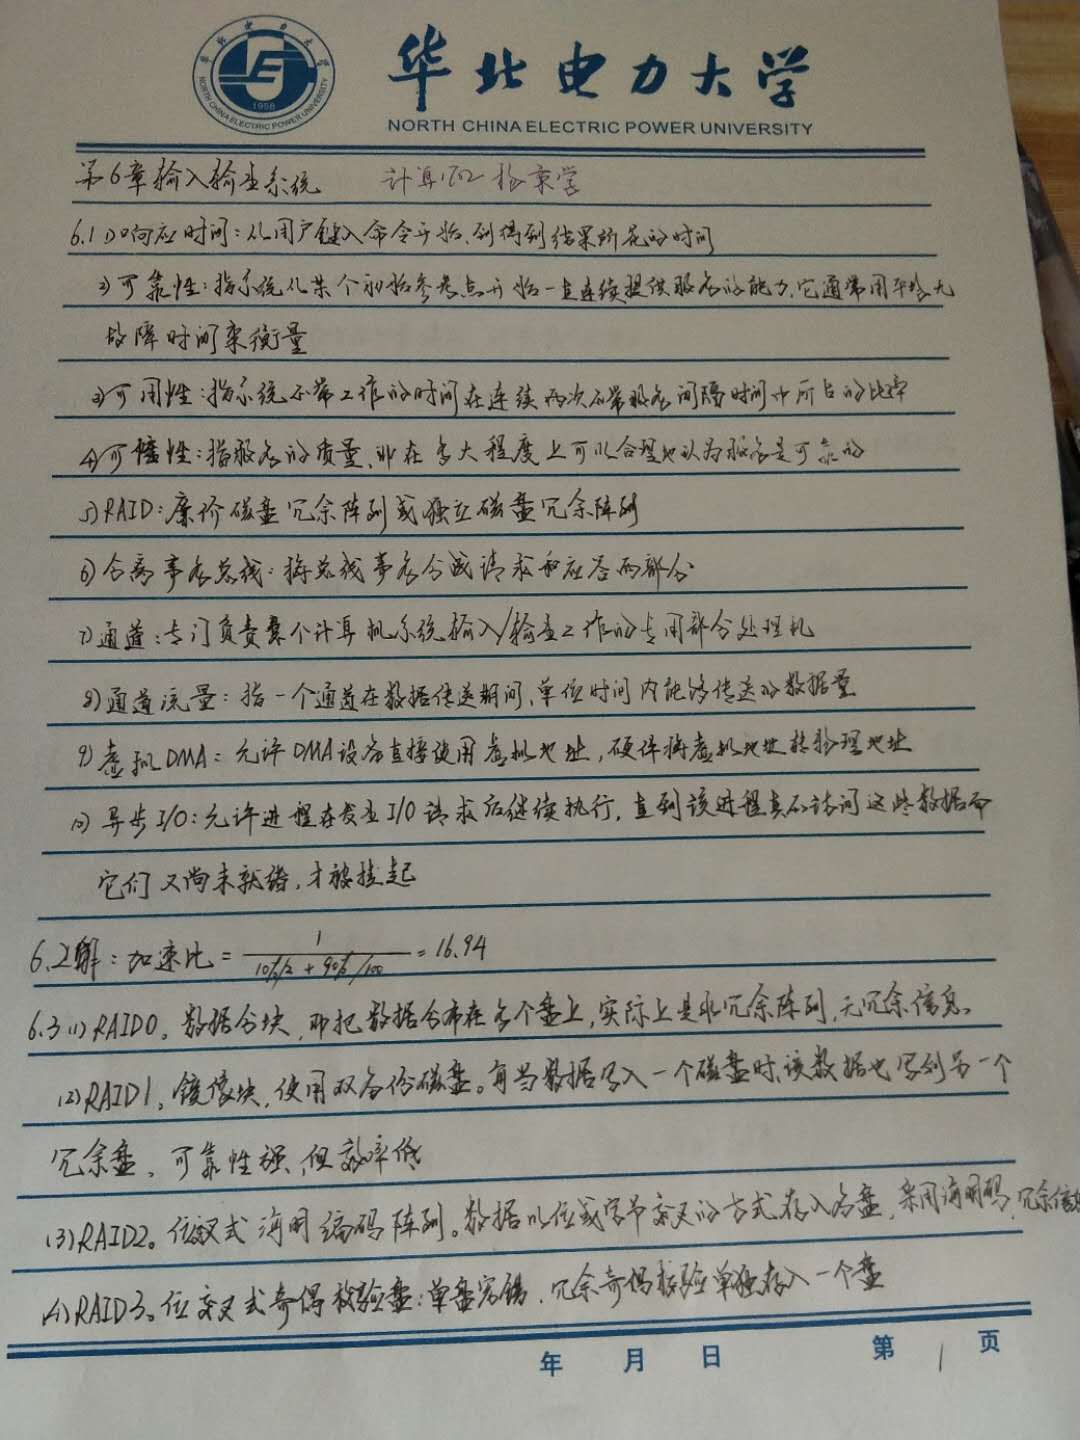 华北电力大学
NORTH CHINA ELECTRIC POWER UNIVERSITY
NORTH CHINA ELECTRIC POWER UNIVERSITY
1958
第6章输入输出系统 计算1602
6.1 1)响应时间:从用户键入命令开始,到得到结果所花的时间
2)可靠性:指系统从某个初始参考点开始一直连续提供服务的能力,它通常用平均无
故障时间来衡量
3)可用性:指系统正常工作的时间在连续两次正常服务间隔时间中所占的比率
4)可信性:指服务的质量,即在多大程度上可以合理地认为服务是可靠的
5)RAID:廉价磁盘冗余阵列或独立磁盘冗余阵列
6)分离事务总线:将总线事务分成请求和应答两部分
7)通道:专门负责整个计算机系统输入/输出工作的专用部分处理机
8)通道流量:指一个通道在数据传送期间,单位时间内能够传送的数据量
9)虚拟DMA:允许DMA设备直接使用虚拟地址,硬件将虚拟地址转物理地址
10)异步I/O:允许进程在发出I/O请求后继续执行,直到该进程真正访问这些数据而
它们又尚未就绪,才被挂起
6.2解:加速比= 1 / (10%/2 + 90%/100) = 16.94
6.3 (1)RAID0。数据分块,即把数据分布在多个盘上,实际上是非冗余阵列,无冗余信息。
(2)RAID1。镜像块,使用双备份磁盘。每当数据写入一个磁盘时,该数据也写到另一个
冗余盘。可靠性强,但效率低
(3)RAID2。位交叉式海明编码阵列。数据以位或字节交叉的方式存入各盘,采用海明码,冗余信息
(4)RAID3。位交叉式奇偶校验盘:单盘容错,冗余奇偶校验单独存入一个盘
年 月 日 第 1 页